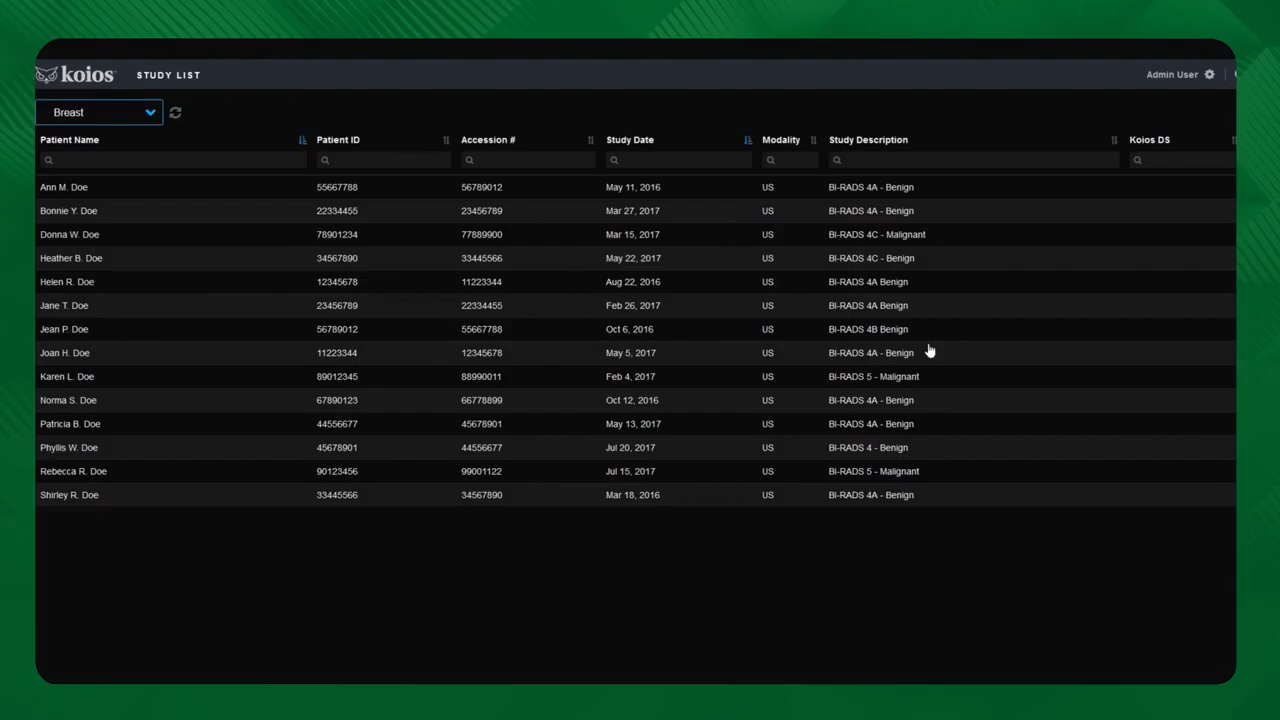 koios STUDY LIST Admin User
Breast
Patient Name Patient ID Accession # Study Date Modality Study Description Koios DS
Ann M. Doe 55667788 56789012 May 11, 2016 US BI-RADS 4A - Benign
Bonnie Y. Doe 22334455 23456789 Mar 27, 2017 US BI-RADS 4A - Benign
Donna W. Doe 78901234 77889900 Mar 15, 2017 US BI-RADS 4C - Malignant
Heather B. Doe 34567890 33445566 May 22, 2017 US BI-RADS 4C - Benign
Helen R. Doe 12345678 11223344 Aug 22, 2016 US BI-RADS 4A Benign
Jane T. Doe 23456789 22334455 Feb 26, 2017 US BI-RADS 4A Benign
Jean P. Doe 56789012 55667788 Oct 6, 2016 US BI-RADS 4B Benign
Joan H. Doe 11223344 12345678 May 5, 2017 US BI-RADS 4A - Benign
Karen L. Doe 89012345 88990011 Feb 4, 2017 US BI-RADS 5 - Malignant
Norma S. Doe 67890123 66778899 Oct 12, 2016 US BI-RADS 4A - Benign
Patricia B. Doe 44556677 45678901 May 13, 2017 US BI-RADS 4A - Benign
Phyllis W. Doe 45678901 44556677 Jul 20, 2017 US BI-RADS 4 - Benign
Rebecca R. Doe 90123456 99001122 Jul 15, 2017 US BI-RADS 5 - Malignant
Shirley R. Doe 33445566 34567890 Mar 18, 2016 US BI-RADS 4A - Benign